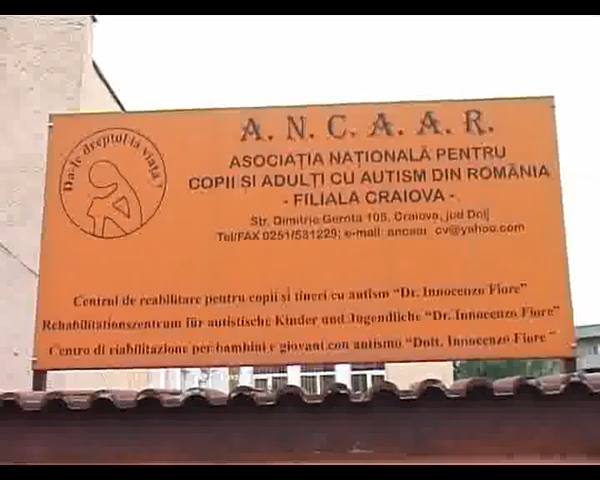 Da-le dreptul la viața!
A. N. C. A. A. R.
ASOCIAȚIA NAȚIONALĂ PENTRU
COPII SI ADULȚI CU AUTISM DIN ROMÂNIA
- FILIALA CRAIOVA -
Str. Dimitrie Gerota 105, Craiova, jud Dolj
Tel/FAX 0251/531229; e-mail: ancaar_cv@yahoo.com
Centrul de reabilitare pentru copii și tineri cu autism "Dr. Innocenzo Fiore"
Rehabilitationszentrum für autistische Kinder und Jugendliche "Dr. Innocenzo Fiore"
Centro di riabilitazione per bambini e giovani con autismo "Dott. Innocenzo Fiore"